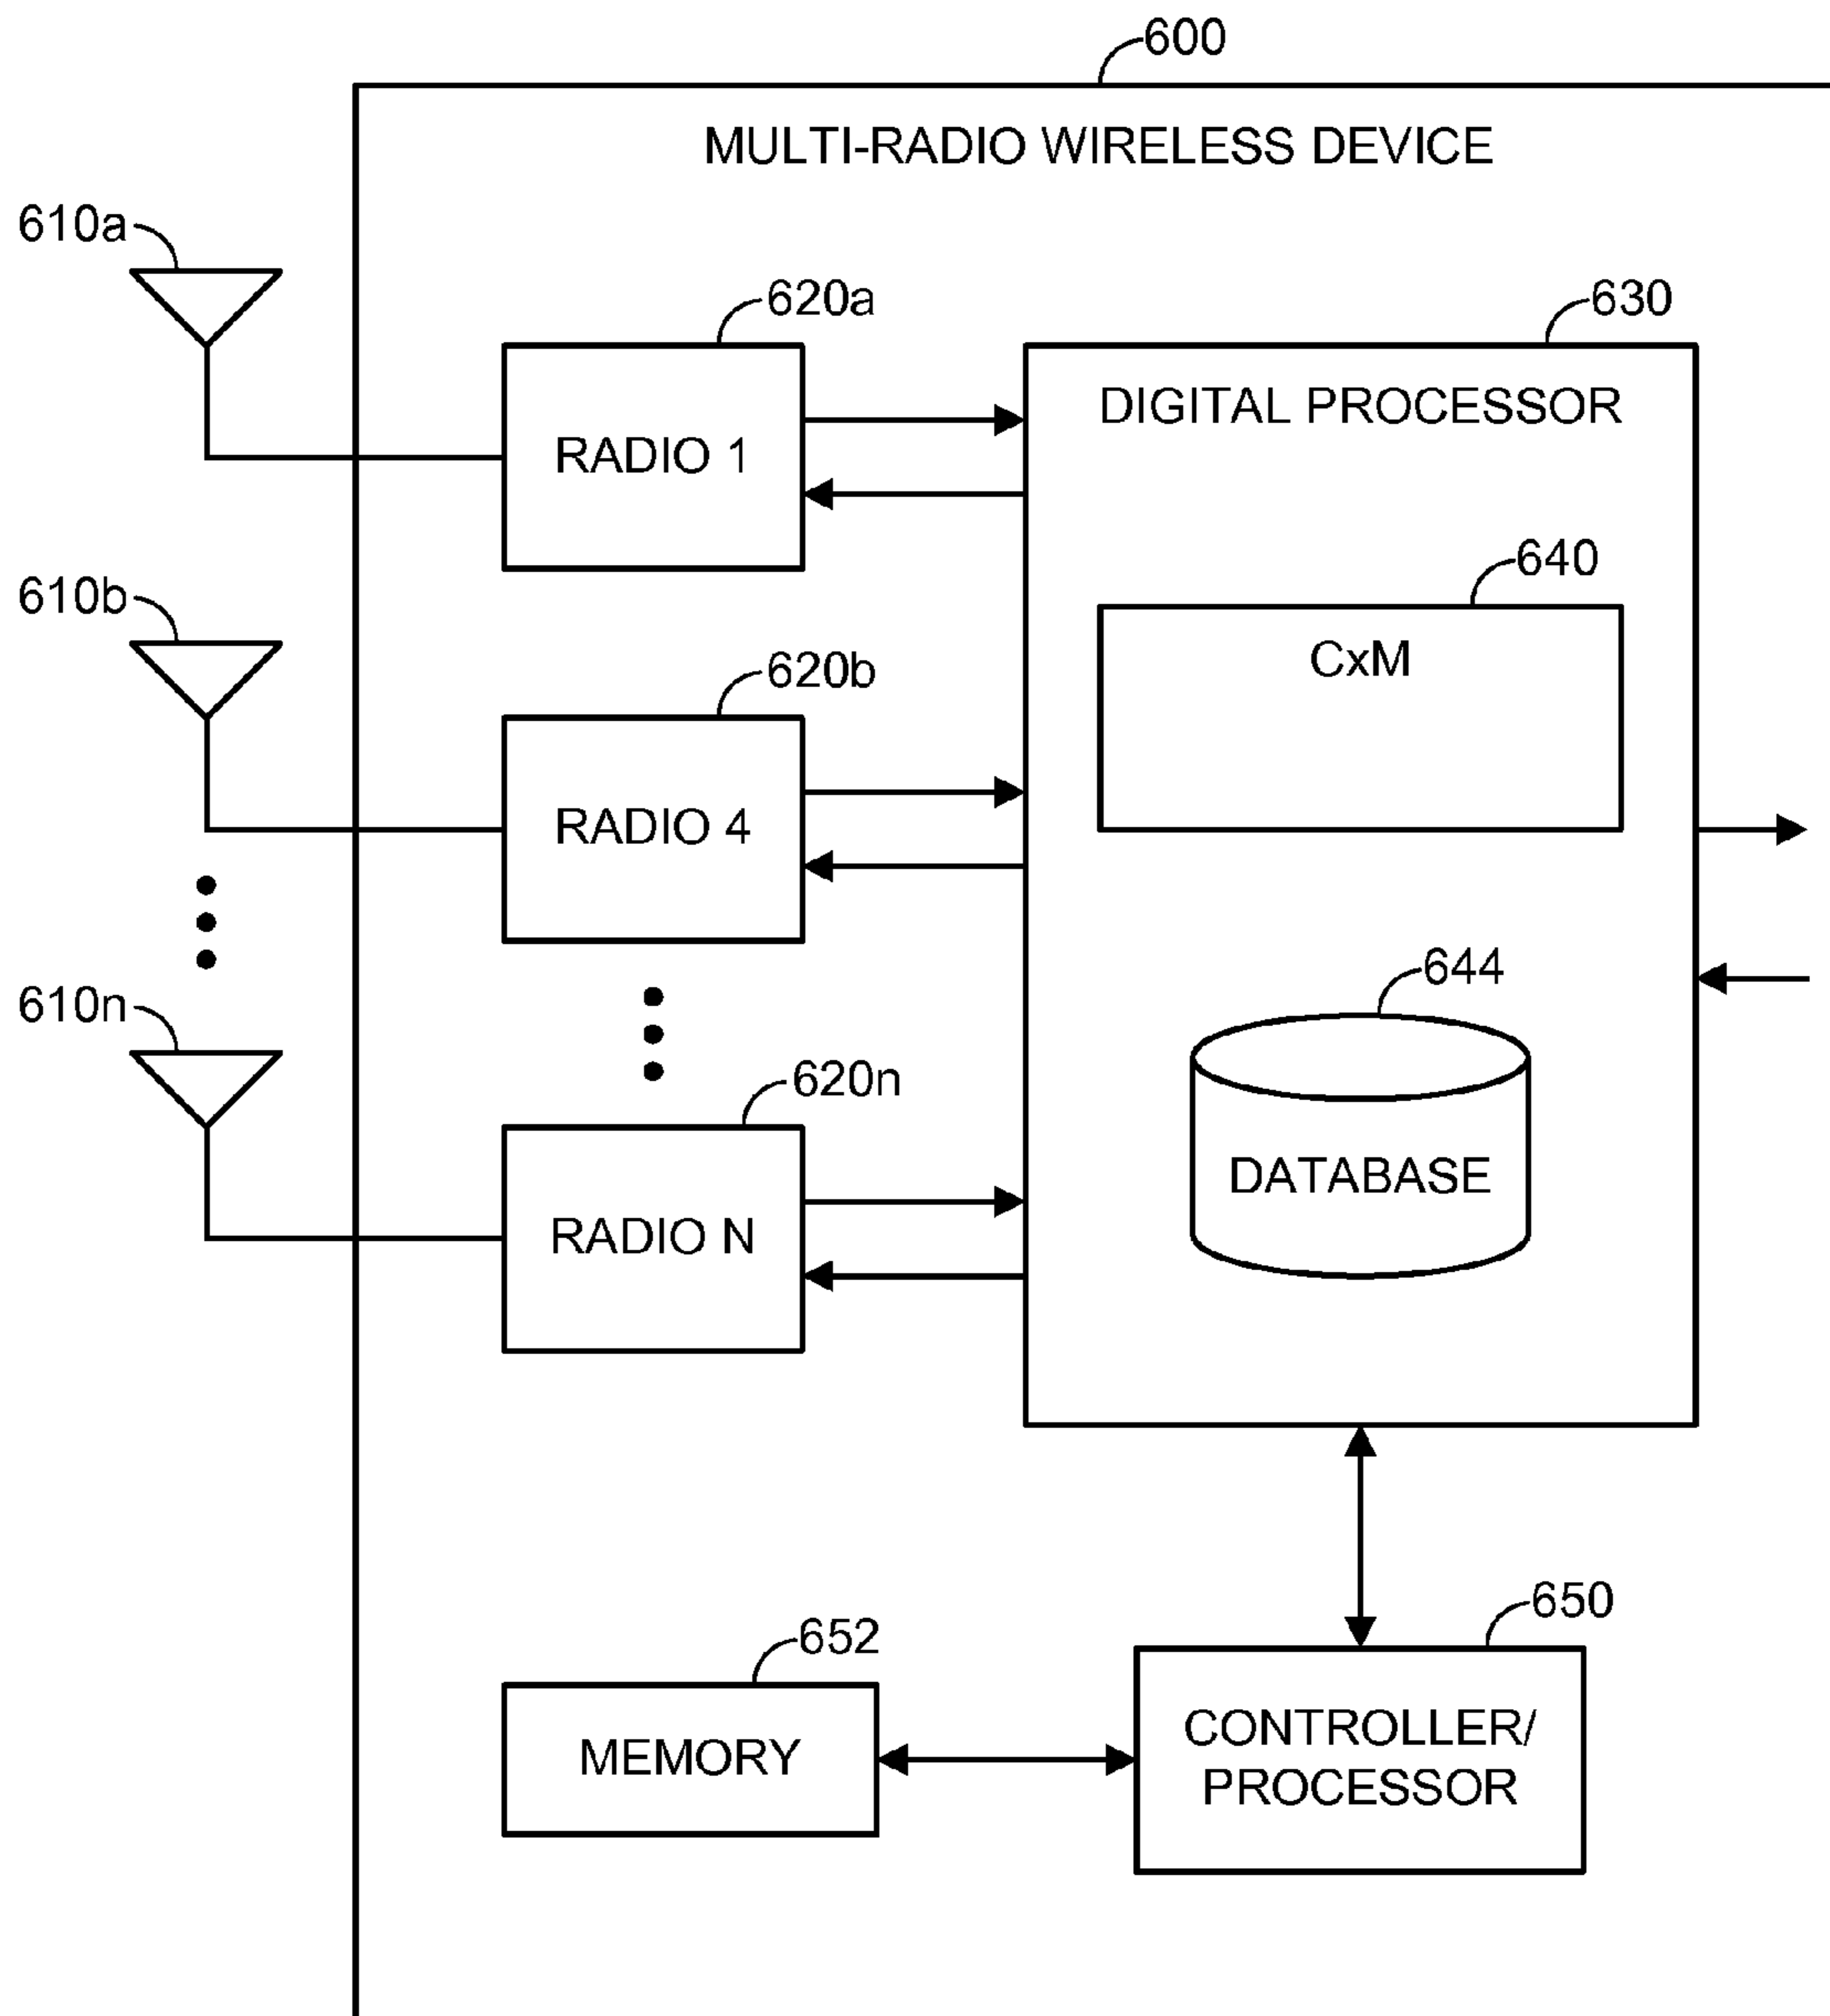 600
MULTI-RADIO WIRELESS DEVICE
610a
620a
630
RADIO 1
DIGITAL PROCESSOR
640
CxM
610b
620b
RADIO 4
644
DATABASE
610n
620n
RADIO N
652
MEMORY
650
CONTROLLER/
PROCESSOR